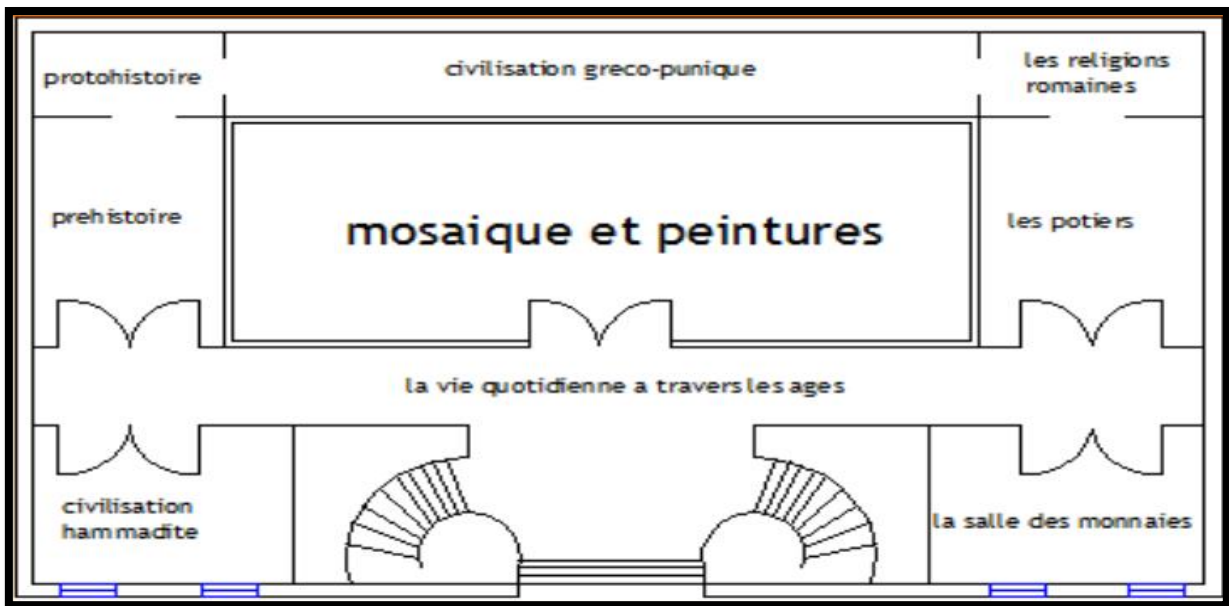 protohistoire
civilisation greco-punique
les religions
romaines
prehistoire
mosaique et peintures
les potiers
la vie quotidienne a travers les ages
civilisation
hammadite
la salle des monnaies